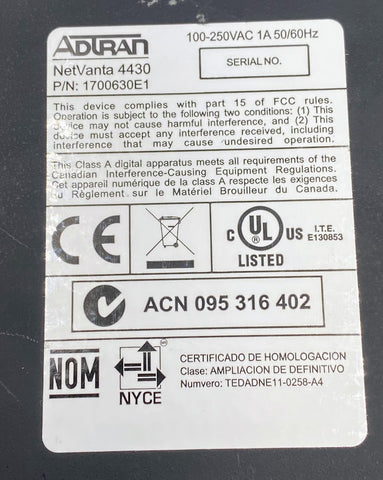 ADTRAN
100-250VAC 1A 50/60Hz
NetVanta 4430
P/N: 1700630E1
SERIAL NO.
This device complies with part 15 of FCC rules.
Operation is subject to the following two conditions: (1) This
device may not cause harmful interference, and (2) This
device must accept any interference received, including
interference that may cause undesired operation.
This Class A digital apparatus meets all requirements of the
Canadian Interference-Causing Equipment Regulations.
Cet appareil numérique de la class A respecte les exigences
du Règlement sur le Matériel Brouilleur du Canada.
CE
C UL US
LISTED
I.T.E.
E130853
ACN 095 316 402
NOM
NYCE
CERTIFICADO DE HOMOLOGACION
Clase: AMPLIACION DE DEFINITIVO
Numvero: TEDADNE11-0258-A4